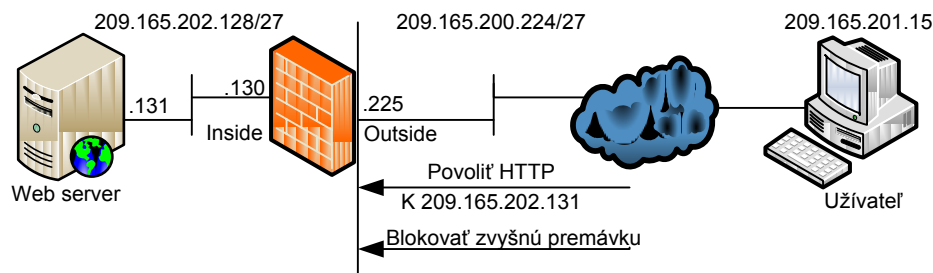 209.165.202.128/27
209.165.200.224/27
209.165.201.15
.131
.130
.225
Inside
Outside
Web server
Povoliť HTTP
K 209.165.202.131
Užívateľ
Blokovať zvyšnú premávku